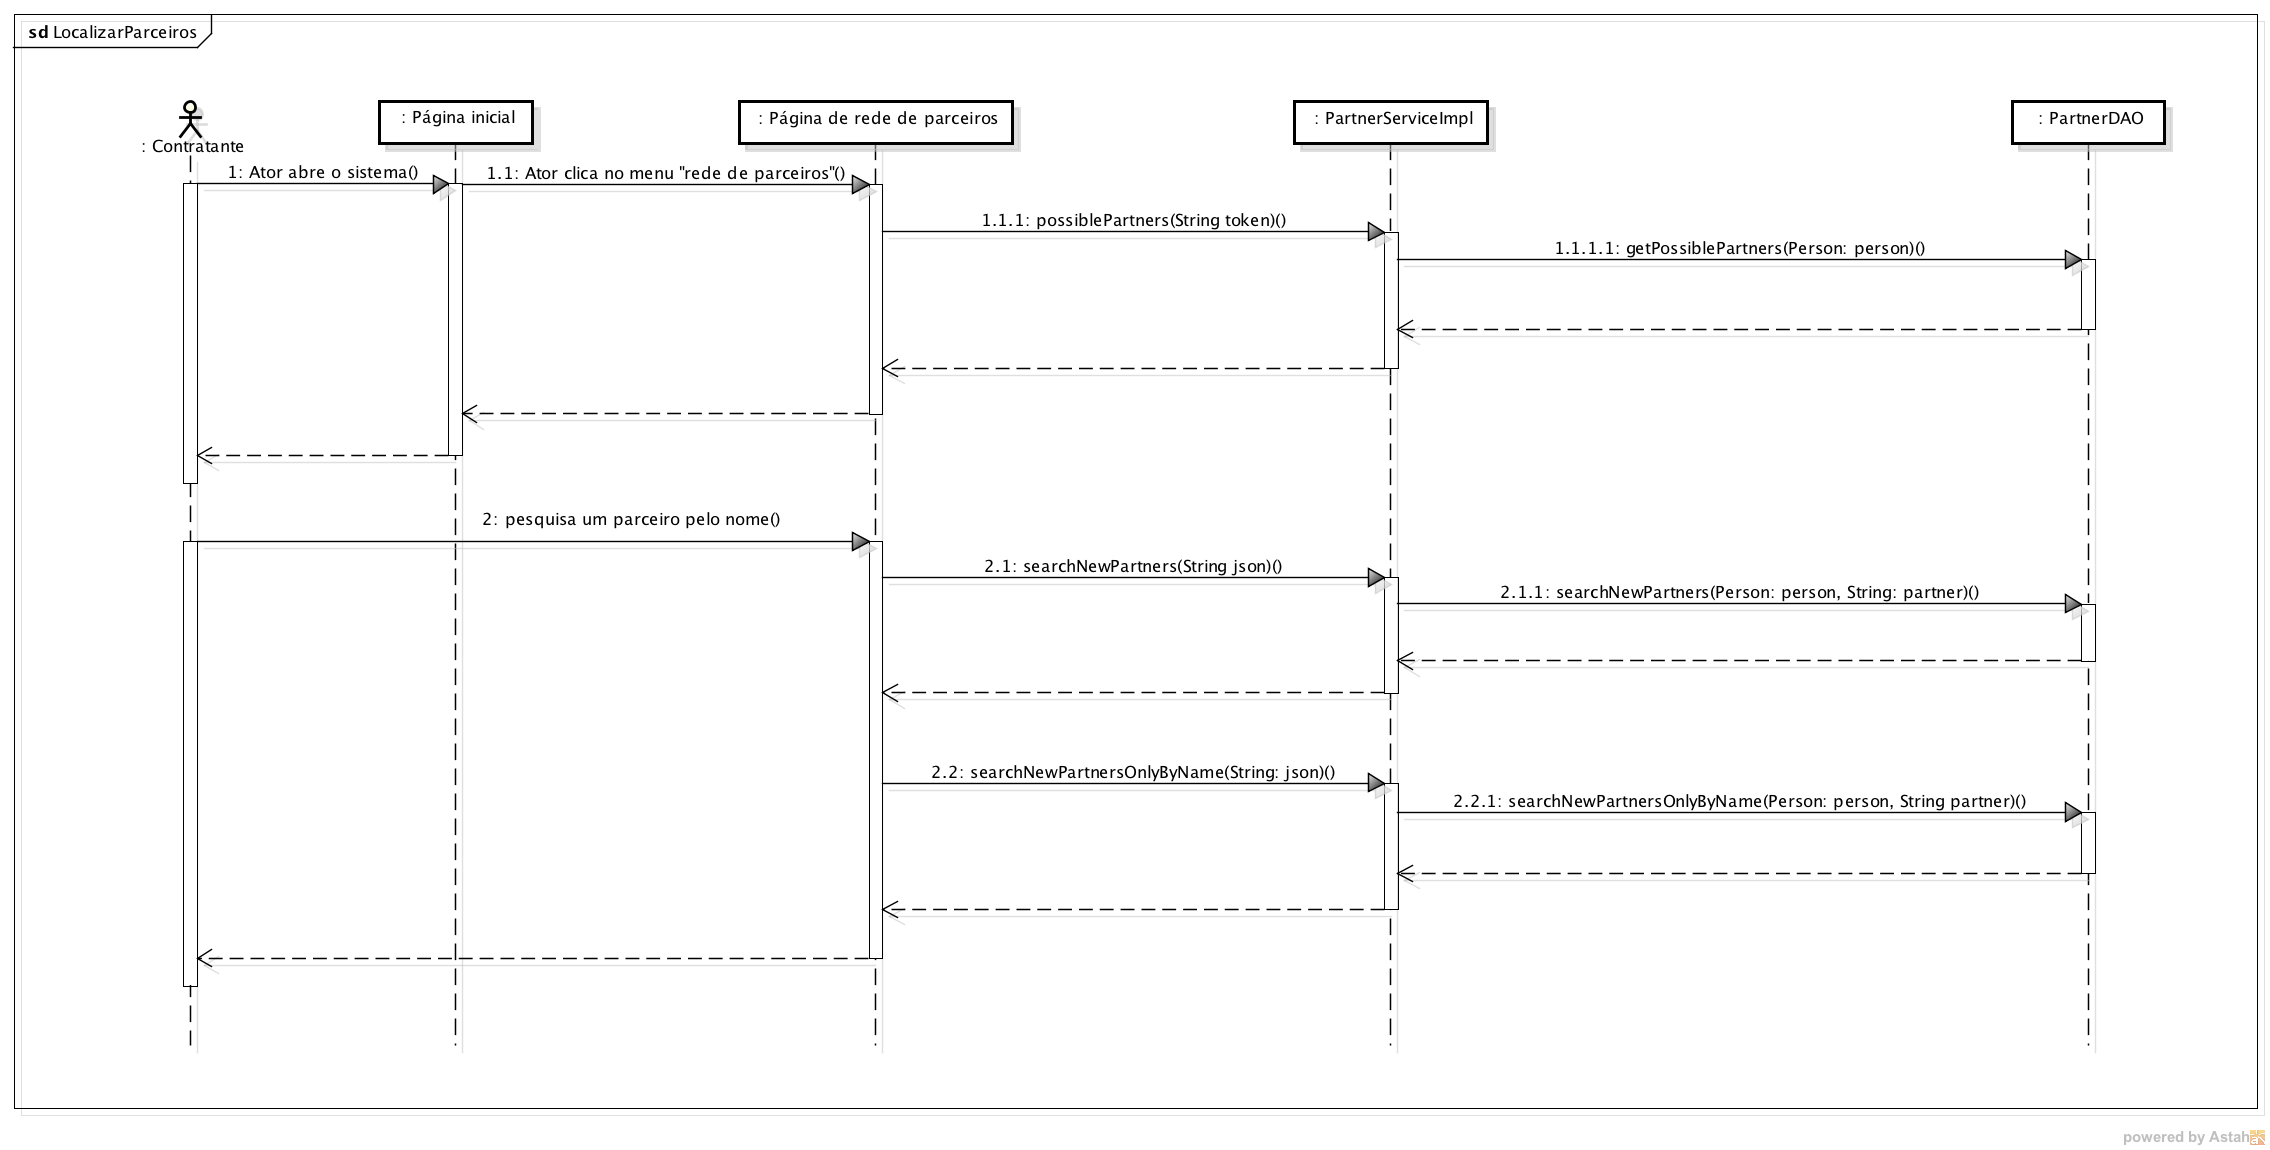 sd LocalizarParceiros
: Contratante
: Página inicial
: Página de rede de parceiros
: PartnerServiceImpl
: PartnerDAO
1: Ator abre o sistema()
1.1: Ator clica no menu "rede de parceiros"()
1.1.1: possiblePartners(String token)()
1.1.1.1: getPossiblePartners(Person: person)()
2: pesquisa um parceiro pelo nome()
2.1: searchNewPartners(String json)()
2.1.1: searchNewPartners(Person: person, String: partner)()
2.2: searchNewPartnersOnlyByName(String: json)()
2.2.1: searchNewPartnersOnlyByName(Person: person, String partner)()
powered by Astah